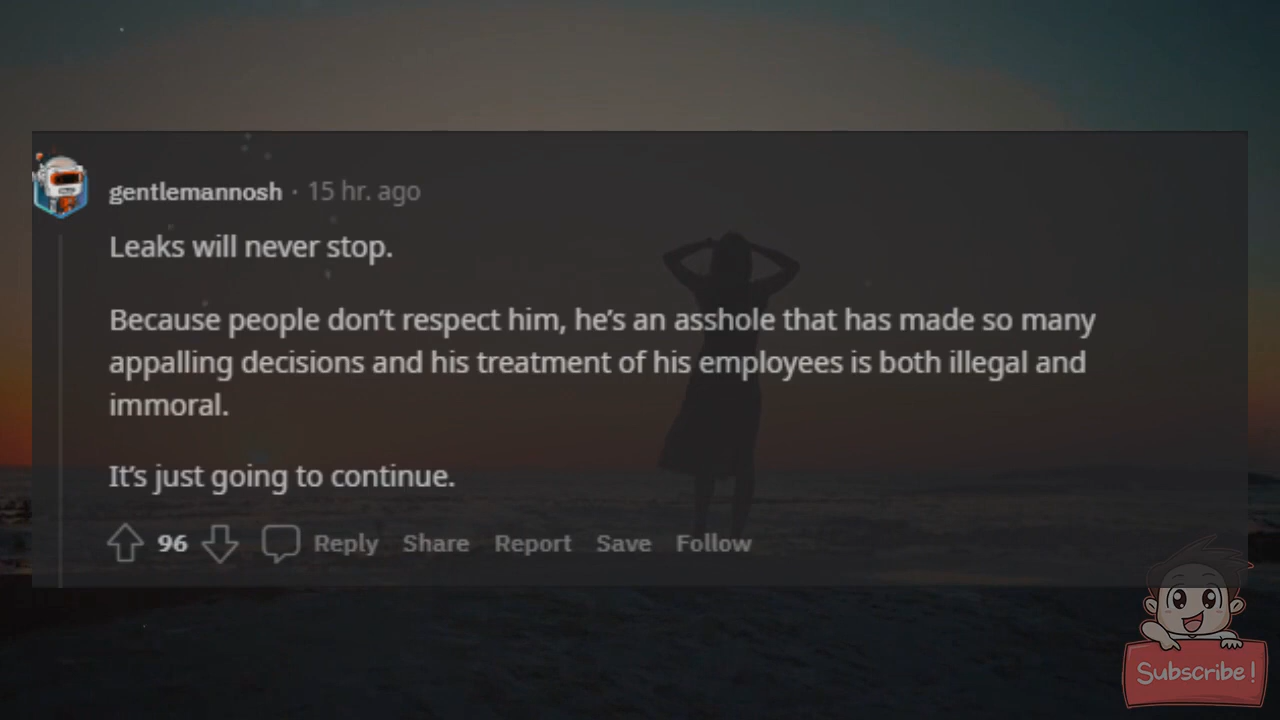 gentlemannosh · 15 hr. ago
Leaks will never stop.
Because people don’t respect him, he’s an asshole that has made so many
appalling decisions and his treatment of his employees is both illegal and
immoral.
It’s just going to continue.
96 Reply Share Report Save Follow
Subscribe!